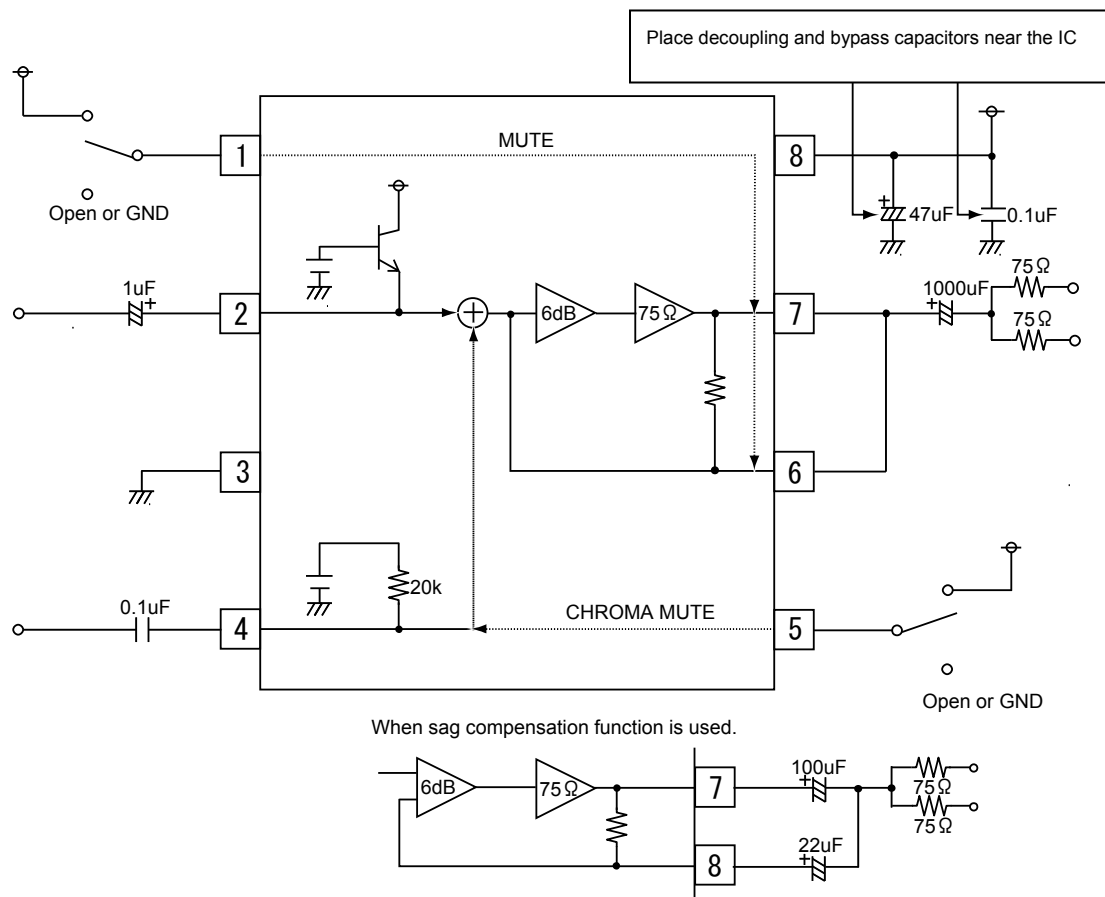 Place decoupling and bypass capacitors near the IC
1
MUTE
8
Open or GND
+
47uF
0.1uF
1uF
+
2
+
6dB
75Ω
7
1000uF
+
75Ω
75Ω
3
6
20k
0.1uF
4
CHROMA MUTE
5
Open or GND
When sag compensation function is used.
6dB
75Ω
7
100uF
+
75Ω
75Ω
8
22uF
+